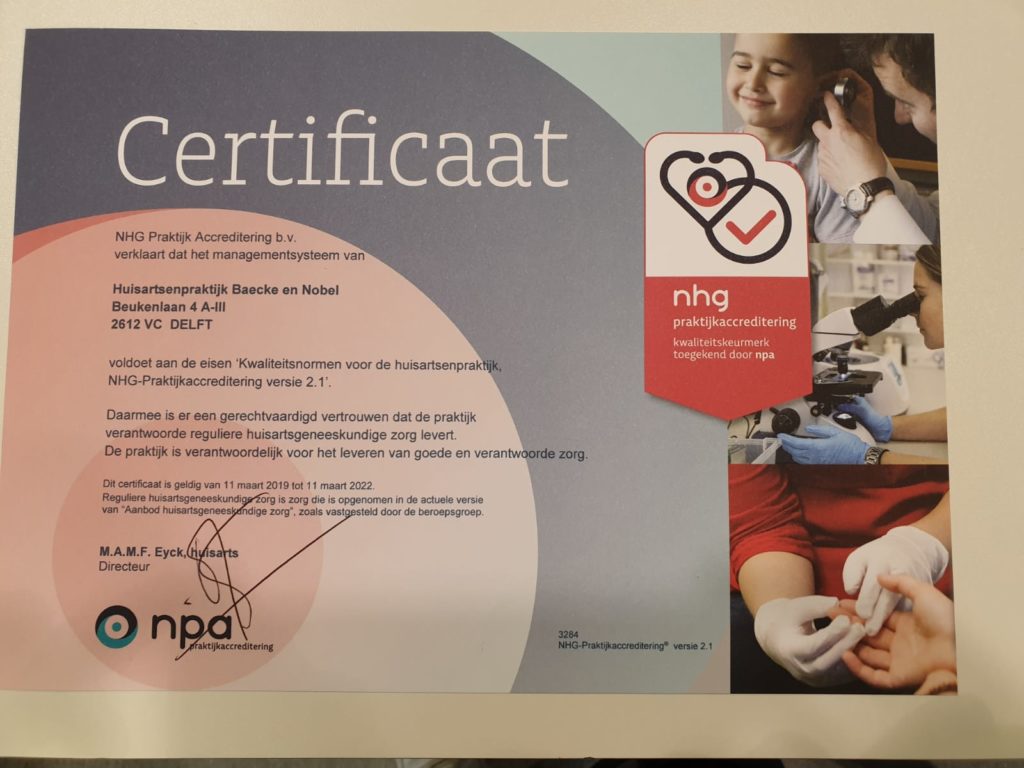 Certificaat
NHG Praktijk Accreditering b.v.
verklaart dat het managementsysteem van
Huisartsenpraktijk Baecke en Nobel
Beukenlaan 4 A-III
2612 VC DELFT
voldoet aan de eisen ‘Kwaliteitsnormen voor de huisartsenpraktijk,
NHG-Praktijkaccreditering versie 2.1’.
Daarmee is er een gerechtvaardigd vertrouwen dat de praktijk
verantwoorde reguliere huisartsgeneeskundige zorg levert.
De praktijk is verantwoordelijk voor het leveren van goede en verantwoorde zorg.
Dit certificaat is geldig van 11 maart 2019 tot 11 maart 2022.
Reguliere huisartsgeneeskundige zorg is zorg die is opgenomen in de actuele versie
van “Aanbod huisartsgeneeskundige zorg”, zoals vastgesteld door de beroepsgroep.
M.A.M.F. Eyck, huisarts
Directeur
npa
praktijkaccreditering
nhg
praktijkaccreditering
kwaliteitskeurmerk
toegekend door npa
3284
NHG-Praktijkaccreditering® versie 2.1